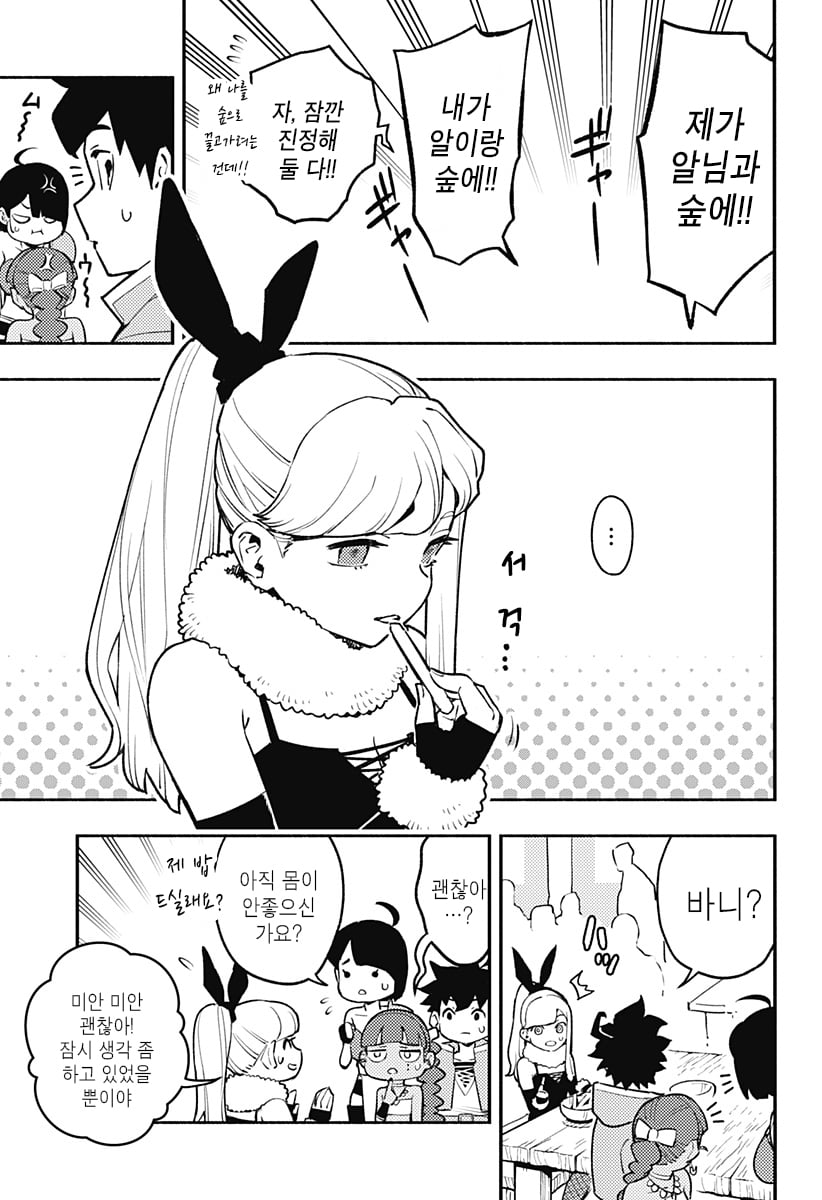 제가
알님과
숲에!!
내가
알이랑
숲에!!
자, 잠깐
진정해
둘 다!!
왜 나를
숲으로
끌고가려는
건데!!
ムッ
ムゥ
…
서
걱
…
바니?
괜찮아
…?
아직 몸이
안좋으신
가요?
제 밥
드실래요?
미안 미안
괜찮아!
잠시 생각 좀
하고 있었을
뿐이야